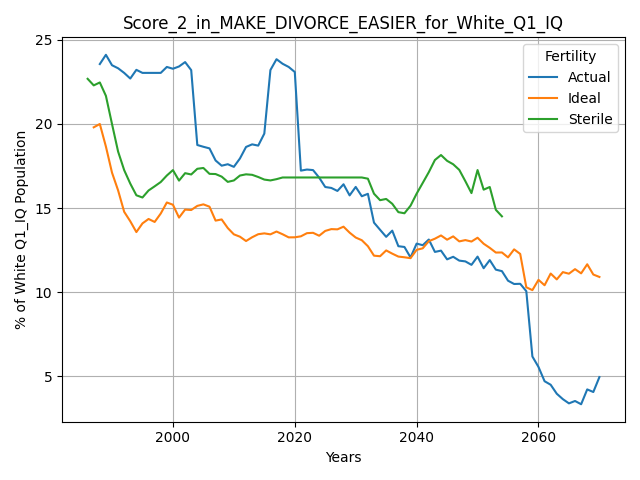 Score_2_in_MAKE_DIVORCE_EASIER_for_White_Q1_IQ
% of White Q1_IQ Population
25
20
15
10
5
Fertility
Actual
Ideal
Sterile
2000
2020
2040
2060
Years